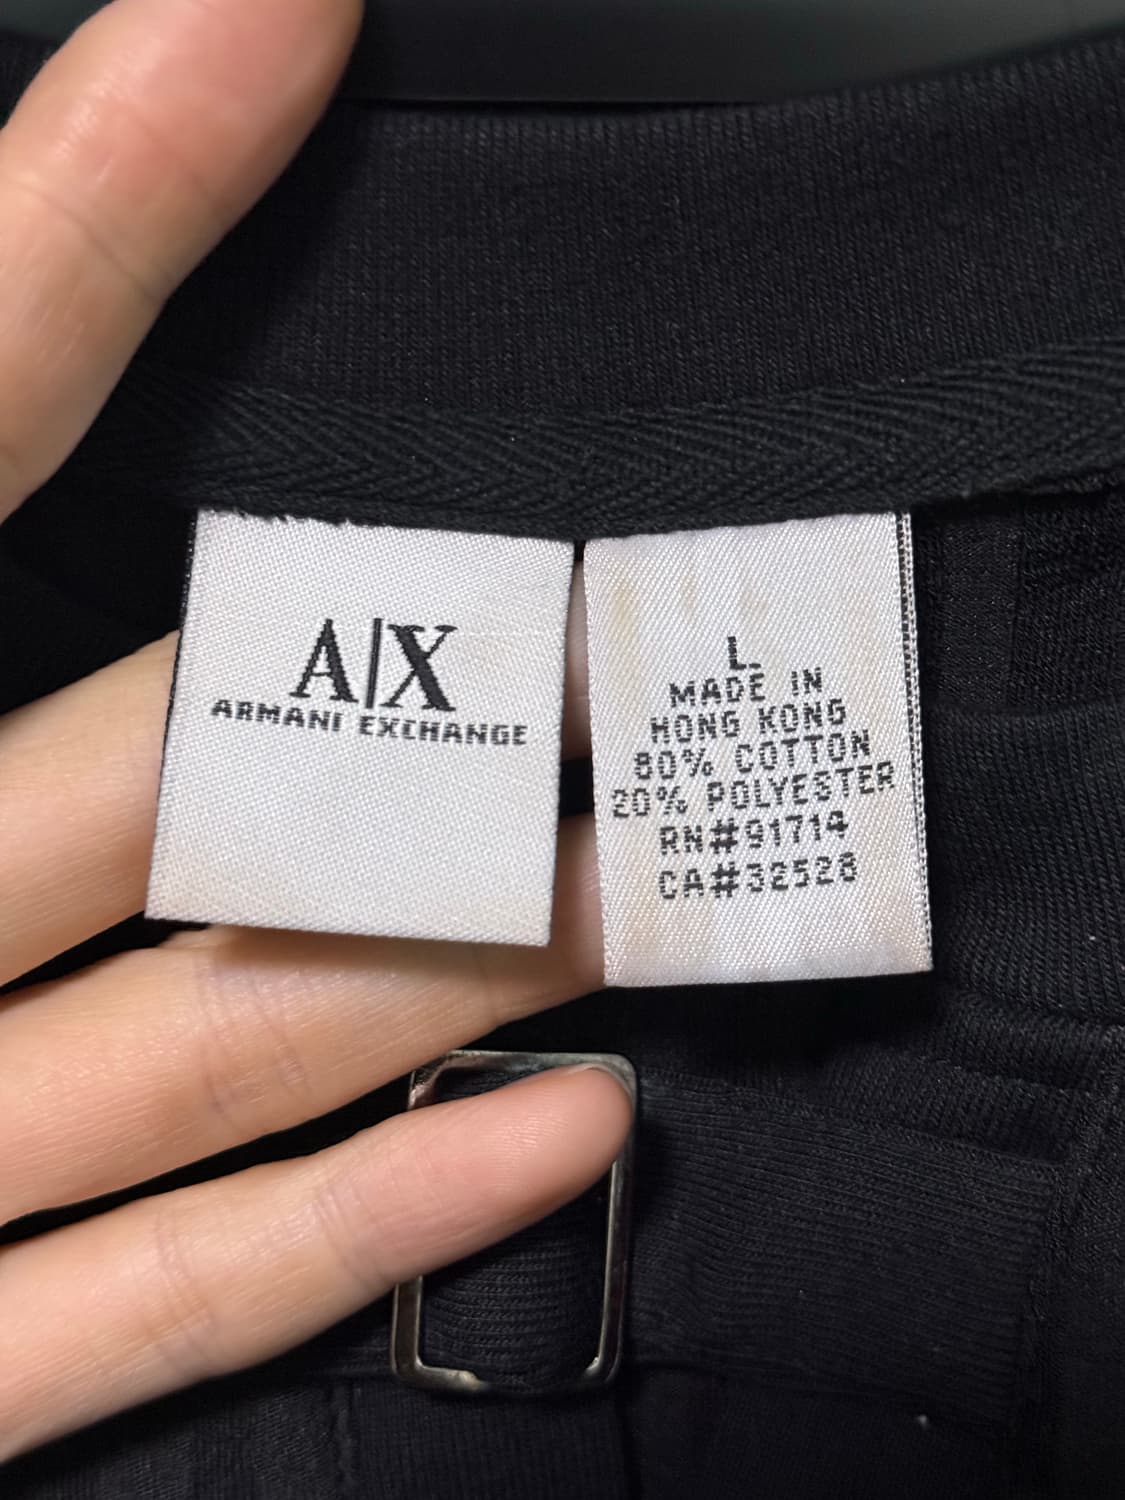 A|X
ARMANI EXCHANGE
L
MADE IN
HONG KONG
80% COTTON
20% POLYESTER
RN#91714
CA#32528